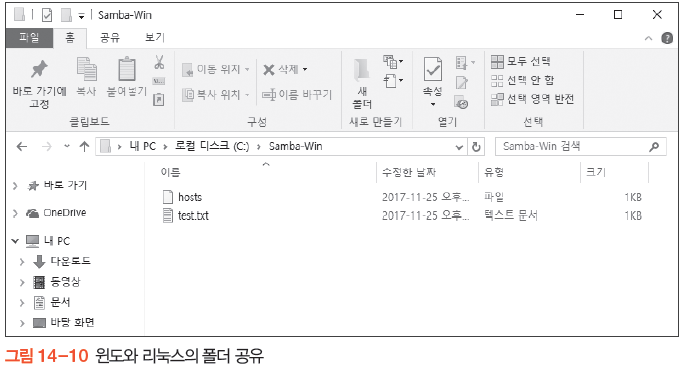 Samba-Win
파일 홈 공유 보기
바로 가기에 고정
복사
붙여넣기
클립보드
이동 위치
복사 위치
삭제
이름 바꾸기
구성
새 폴더
새로 만들기
속성
열기
모두 선택
선택 안 함
선택 영역 반전
선택
내 PC > 로컬 디스크 (C:) > Samba-Win
Samba-Win 검색
바로 가기
OneDrive
내 PC
다운로드
동영상
문서
바탕 화면
이름 수정한 날짜 유형 크기
hosts 2017-11-25 오후... 파일 1KB
test.txt 2017-11-25 오후... 텍스트 문서 1KB
그림 14-10 윈도와 리눅스의 폴더 공유